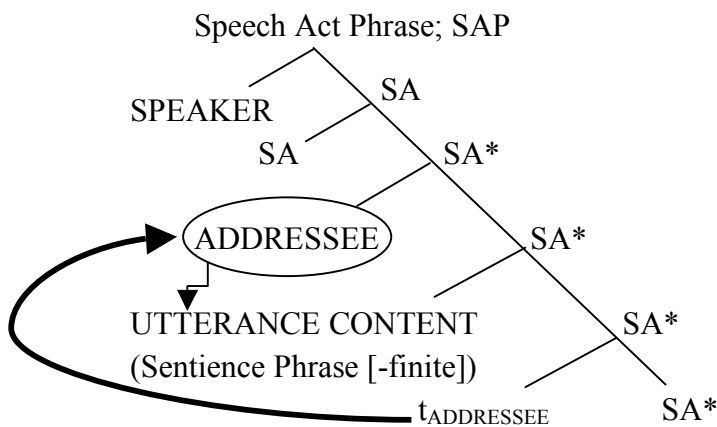 Speech Act Phrase; SAP
SA
SPEAKER
SA
SA*
ADDRESSEE
SA*
UTTERANCE CONTENT
SA*
(Sentience Phrase [-finite])
tADDRESSEE
SA*